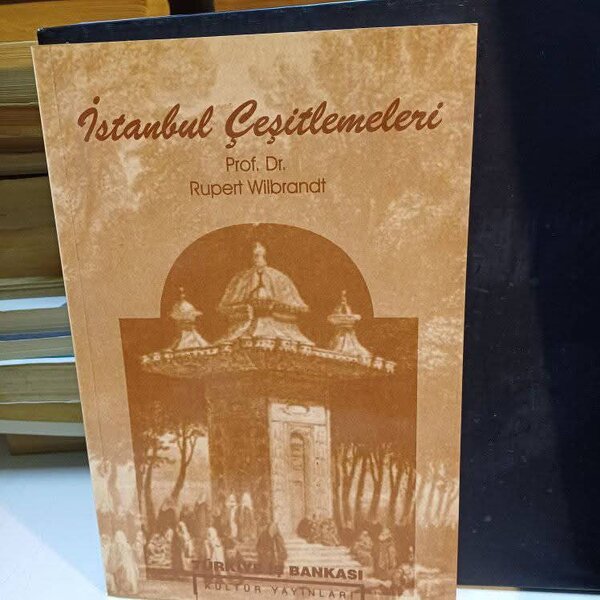 İstanbul Çeşitlemeleri
Prof. Dr.
Rupert Wilbrandt
TÜRKİYE İŞ BANKASI
KÜLTÜR YAYINLARI